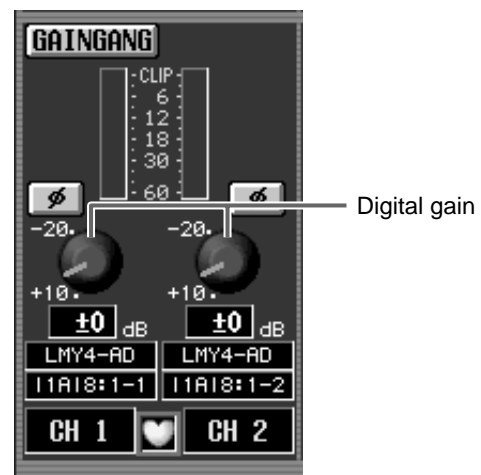 GAINGANG
CLIP
6
12
18
30
60
ø ø
Digital gain
-20. -20.
+10. +10.
±0 dB ±0 dB
LMY4-AD LMY4-AD
I1AI8:1-1 I1AI8:1-2
CH 1 CH 2